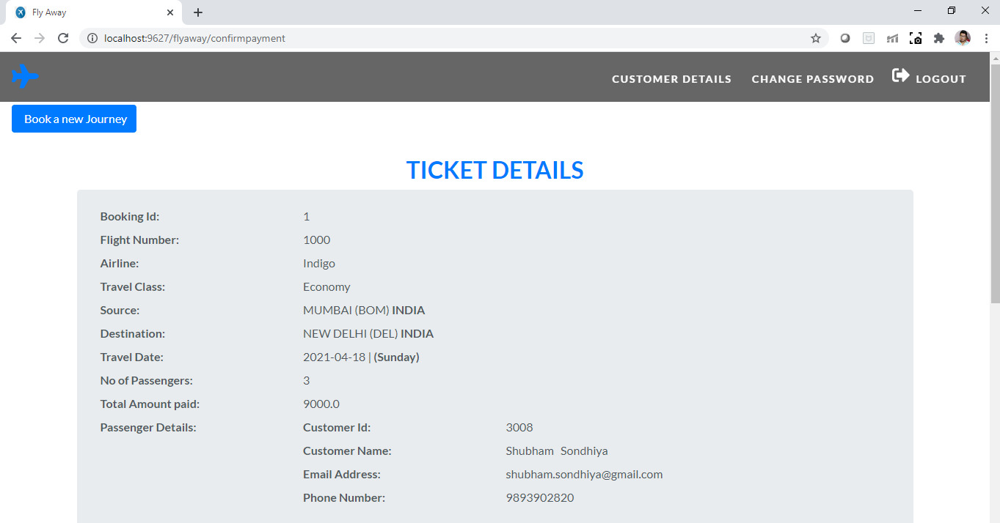 Fly Away
localhost:9627/flyaway/confirmpayment
CUSTOMER DETAILS CHANGE PASSWORD LOGOUT
Book a new Journey
TICKET DETAILS
Booking Id: 1
Flight Number: 1000
Airline: Indigo
Travel Class: Economy
Source: MUMBAI (BOM) INDIA
Destination: NEW DELHI (DEL) INDIA
Travel Date: 2021-04-18 | (Sunday)
No of Passengers: 3
Total Amount paid: 9000.0
Passenger Details: Customer Id: 3008
Customer Name: Shubham Sondhiya
Email Address: shubham.sondhiya@gmail.com
Phone Number: 9893902820